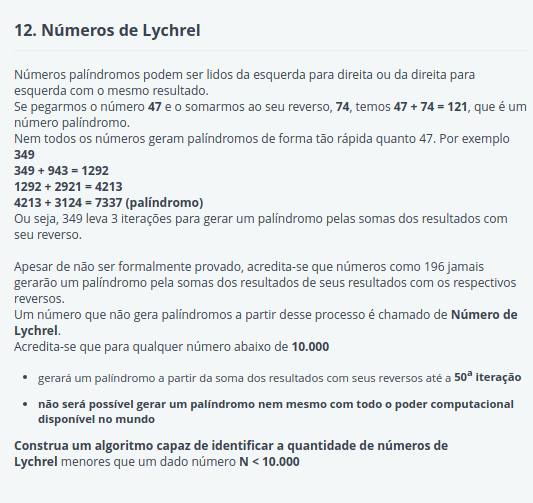 12. Números de Lychrel
Números palíndromos podem ser lidos da esquerda para direita ou da direita para
esquerda com o mesmo resultado.
Se pegarmos o número 47 e o somarmos ao seu reverso, 74, temos 47 + 74 = 121, que é um
número palíndromo.
Nem todos os números geram palíndromos de forma tão rápida quanto 47. Por exemplo
349
349 + 943 = 1292
1292 + 2921 = 4213
4213 + 3124 = 7337 (palíndromo)
Ou seja, 349 leva 3 iterações para gerar um palíndromo pelas somas dos resultados com
seu reverso.
Apesar de não ser formalmente provado, acredita-se que números como 196 jamais
gerarão um palíndromo pela somas dos resultados de seus resultados com os respectivos
reversos.
Um número que não gera palíndromos a partir desse processo é chamado de Número de
Lychrel.
Acredita-se que para qualquer número abaixo de 10.000
• gerará um palíndromo a partir da soma dos resultados com seus reversos até a 50ª iteração
• não será possível gerar um palíndromo nem mesmo com todo o poder computacional
disponível no mundo
Construa um algoritmo capaz de identificar a quantidade de números de
Lychrel menores que um dado número N < 10.000